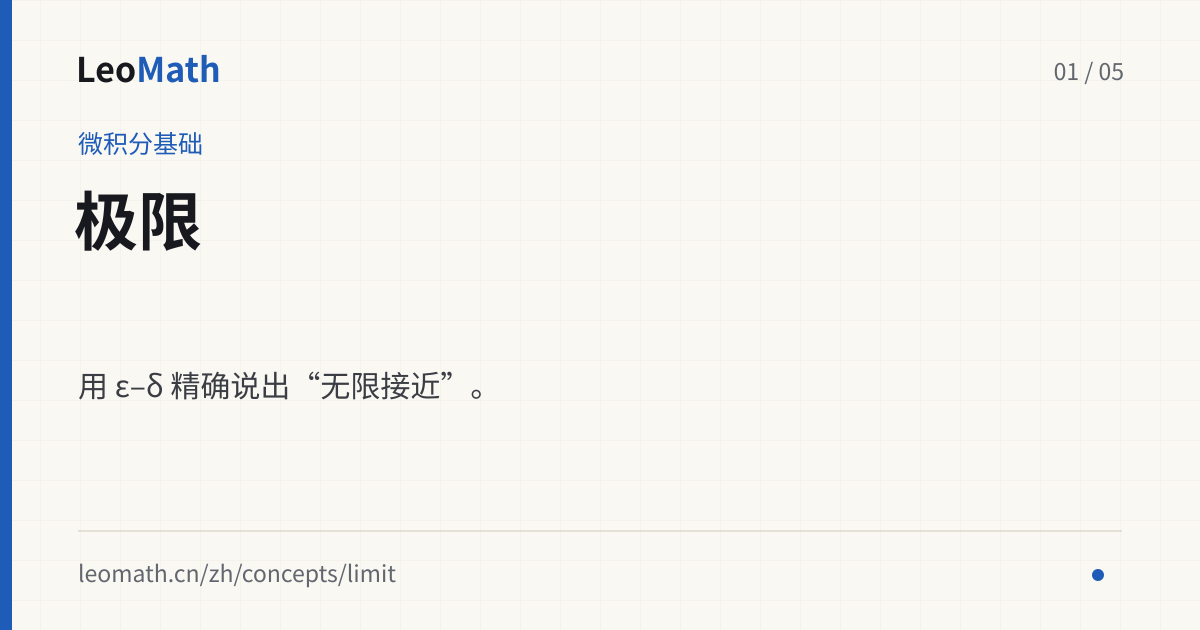 LeoMath
01 / 05
微积分基础
极限
用 ε–δ 精确说出“无限接近”。
leomath.cn/zh/concepts/limit